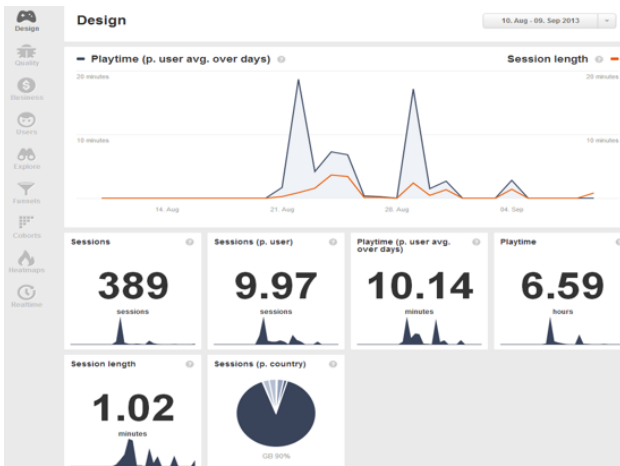 Design
Design
10. Aug - 09. Sep 2013
Quality
Business
Users
Explore
Funnels
Cohorts
Heatmaps
Realtime
Playtime (p. user avg. over days)
Session length
20 minutes
20 minutes
10 minutes
10 minutes
14. Aug
21. Aug
28. Aug
04. Sep
Sessions
389
sessions
Sessions (p. user)
9.97
sessions
Playtime (p. user avg. over days)
10.14
minutes
Playtime
6.59
hours
Session length
1.02
minutes
Sessions (p. country)
GB 90%